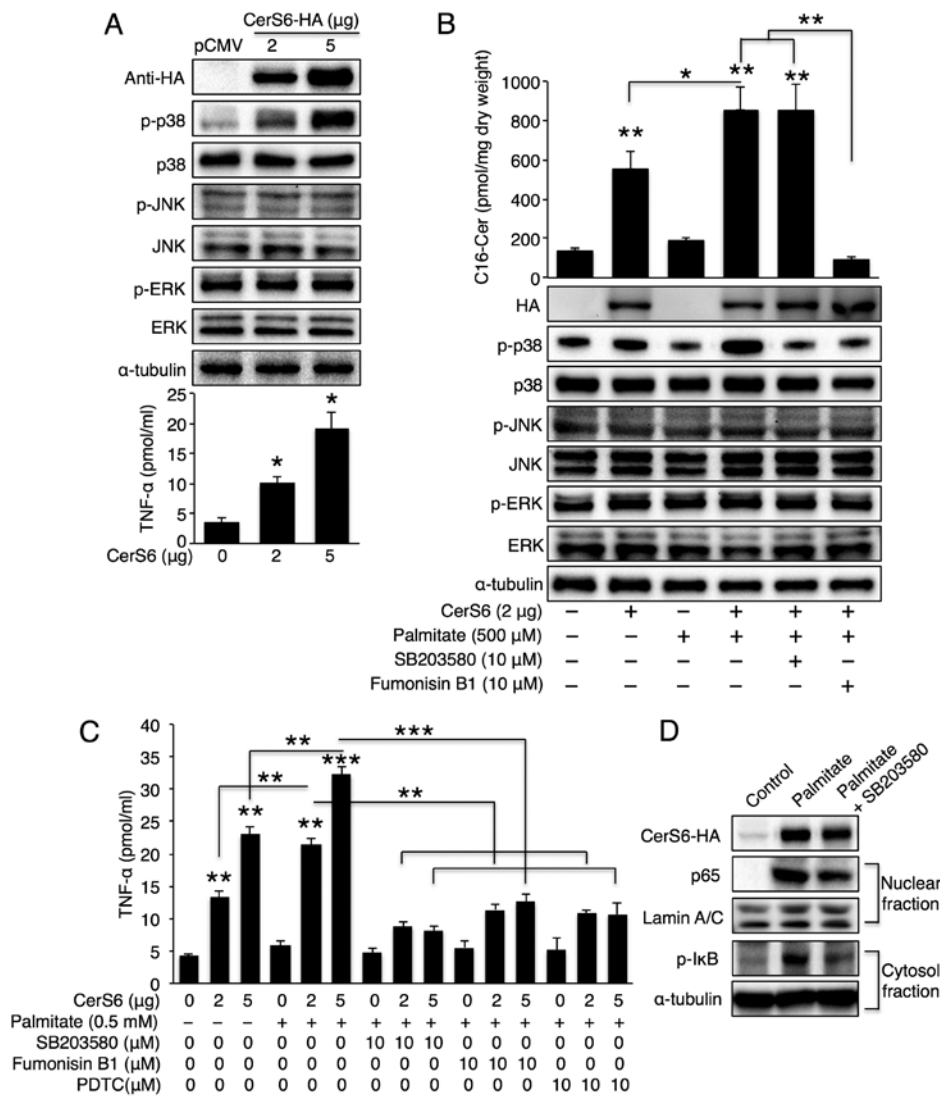 A
CerS6-HA (µg)
pCMV 2 5
Anti-HA
p-p38
p38
p-JNK
JNK
p-ERK
ERK
α-tubulin
TNF-α (pmol/ml)
25
20
15
10
5
0
*
*
CerS6 (µg) 0 2 5
B
C16-Cer (pmol/mg dry weight)
1000
800
600
400
200
0
**
*
**
**
**
HA
p-p38
p38
p-JNK
JNK
p-ERK
ERK
α-tubulin
CerS6 (2 µg) – + – + + +
Palmitate (500 µM) – – + + + +
SB203580 (10 µM) – – – – + –
Fumonisin B1 (10 µM) – – – – – +
C
TNF-α (pmol/ml)
40
35
30
25
20
15
10
5
0
** ***
** ***
** **
** **
CerS6 (µg) 0 2 5 0 2 5 0 2 5 0 2 5 0 2 5
Palmitate (0.5 mM) – – – + + + + + + + + + + + +
SB203580 (µM) 0 0 0 0 0 0 10 10 10 0 0 0 0 0 0
Fumonisin B1 (µM) 0 0 0 0 0 0 0 0 0 10 10 10 0 0 0
PDTC(µM) 0 0 0 0 0 0 0 0 0 0 0 0 10 10 10
D
Control
Palmitate
Palmitate
+ SB203580
CerS6-HA
p65
Lamin A/C
Nuclear
fraction
p-IκB
α-tubulin
Cytosol
fraction